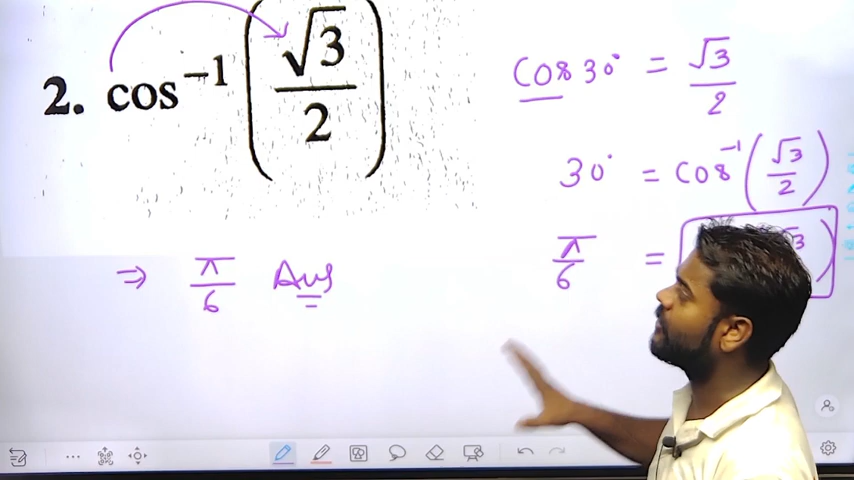 2. cos⁻¹(√3/2)
cos 30° = √3/2
30° = cos⁻¹(√3/2)
π/6 =
⇒ π/6 Ans